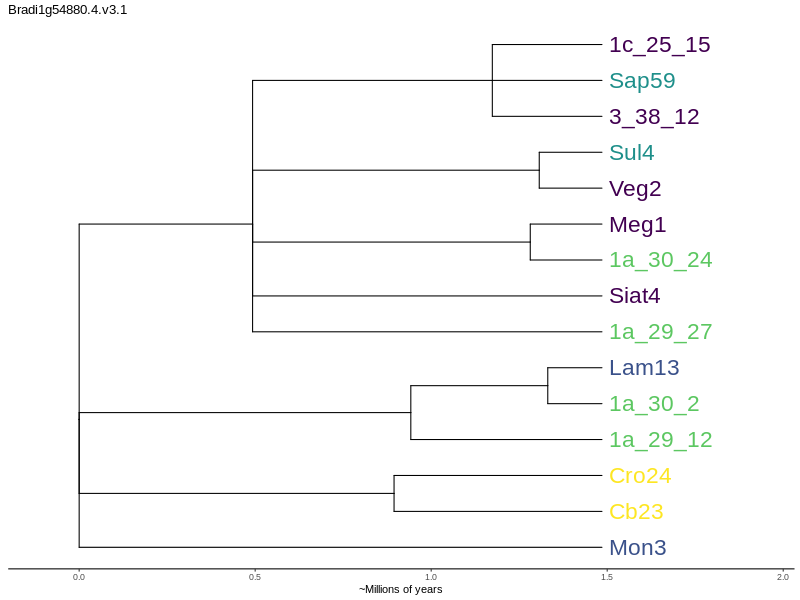 Bradi1g54880.4.v3.1
1c_25_15
Sap59
3_38_12
Sul4
Veg2
Meg1
1a_30_24
Siat4
1a_29_27
Lam13
1a_30_2
1a_29_12
Cro24
Cb23
Mon3
0.0 0.5 1.0 1.5 2.0
~Millions of years